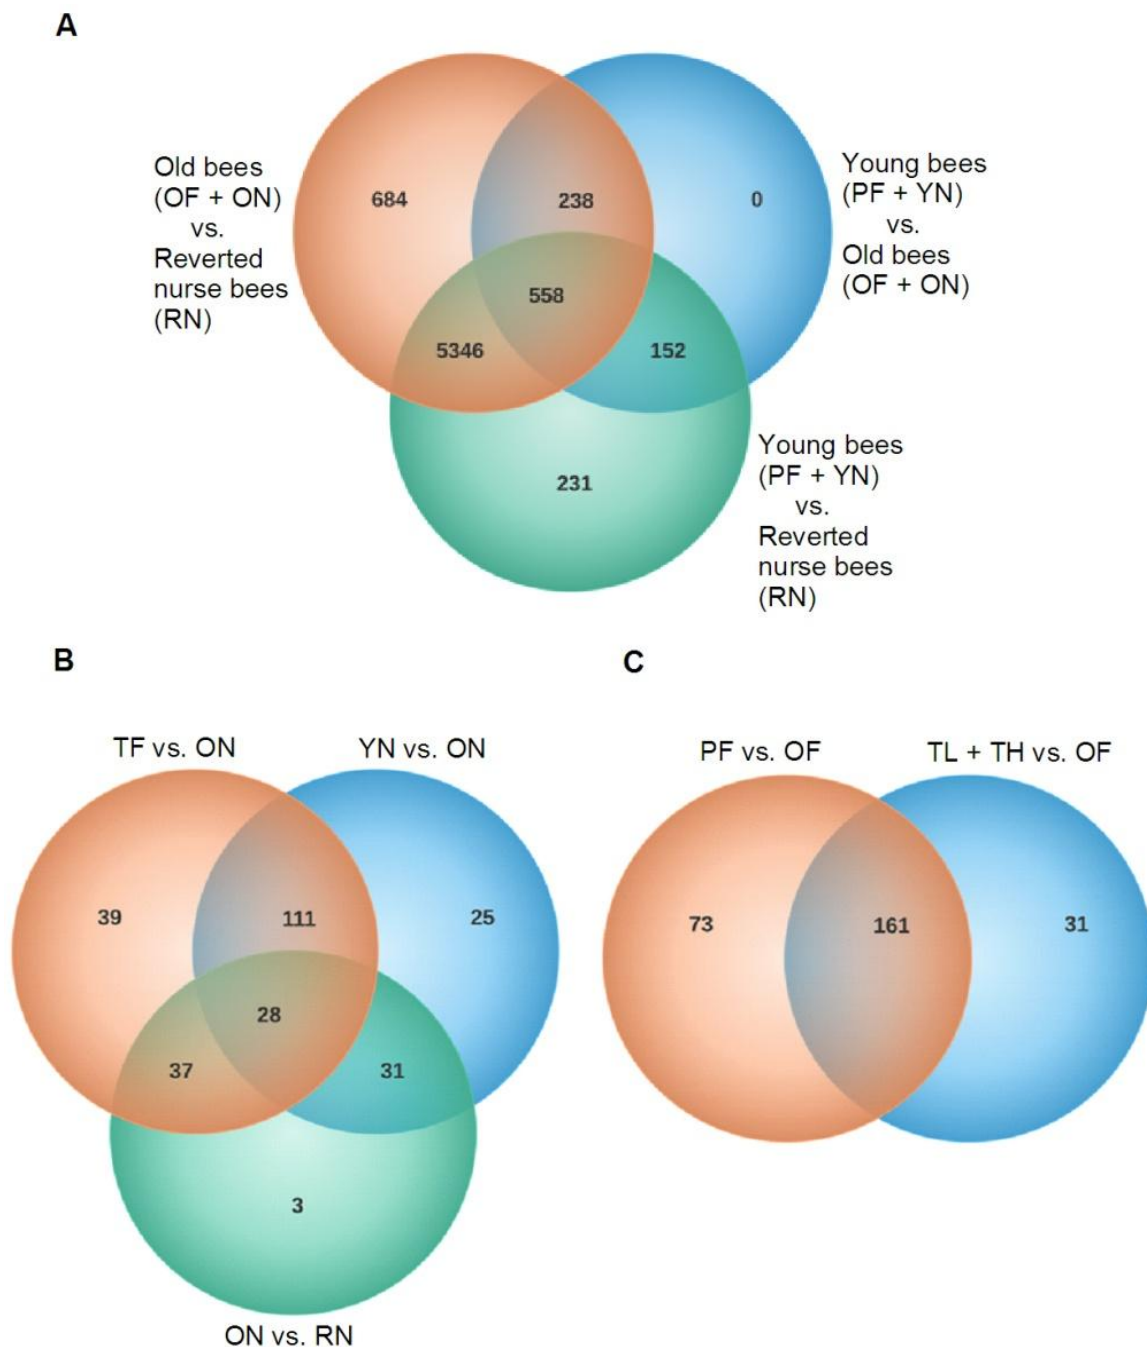 A
Old bees
(OF + ON)
vs.
Reverted
nurse bees
(RN)
684
238
0
558
5346
152
231
Young bees
(PF + YN)
vs.
Old bees
(OF + ON)
Young bees
(PF + YN)
vs.
Reverted
nurse bees
(RN)
B
TF vs. ON
YN vs. ON
39
111
25
28
37
31
3
ON vs. RN
C
PF vs. OF
TL + TH vs. OF
73
161
31